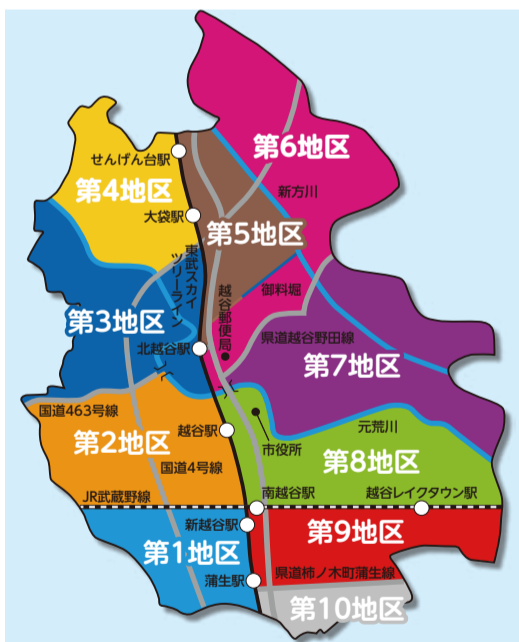 第6地区
せんげん台駅
第4地区
新方川
大袋駅
第5地区
東武スカイ
ツリーライン
御料堀
越谷郵便局
第3地区
県道越谷野田線
北越谷駅
第7地区
国道463号線
元荒川
越谷駅
第2地区
市役所
第8地区
国道4号線
JR武蔵野線
南越谷駅
越谷レイクタウン駅
新越谷駅
第9地区
第1地区
県道柿ノ木町蒲生線
蒲生駅
第10地区